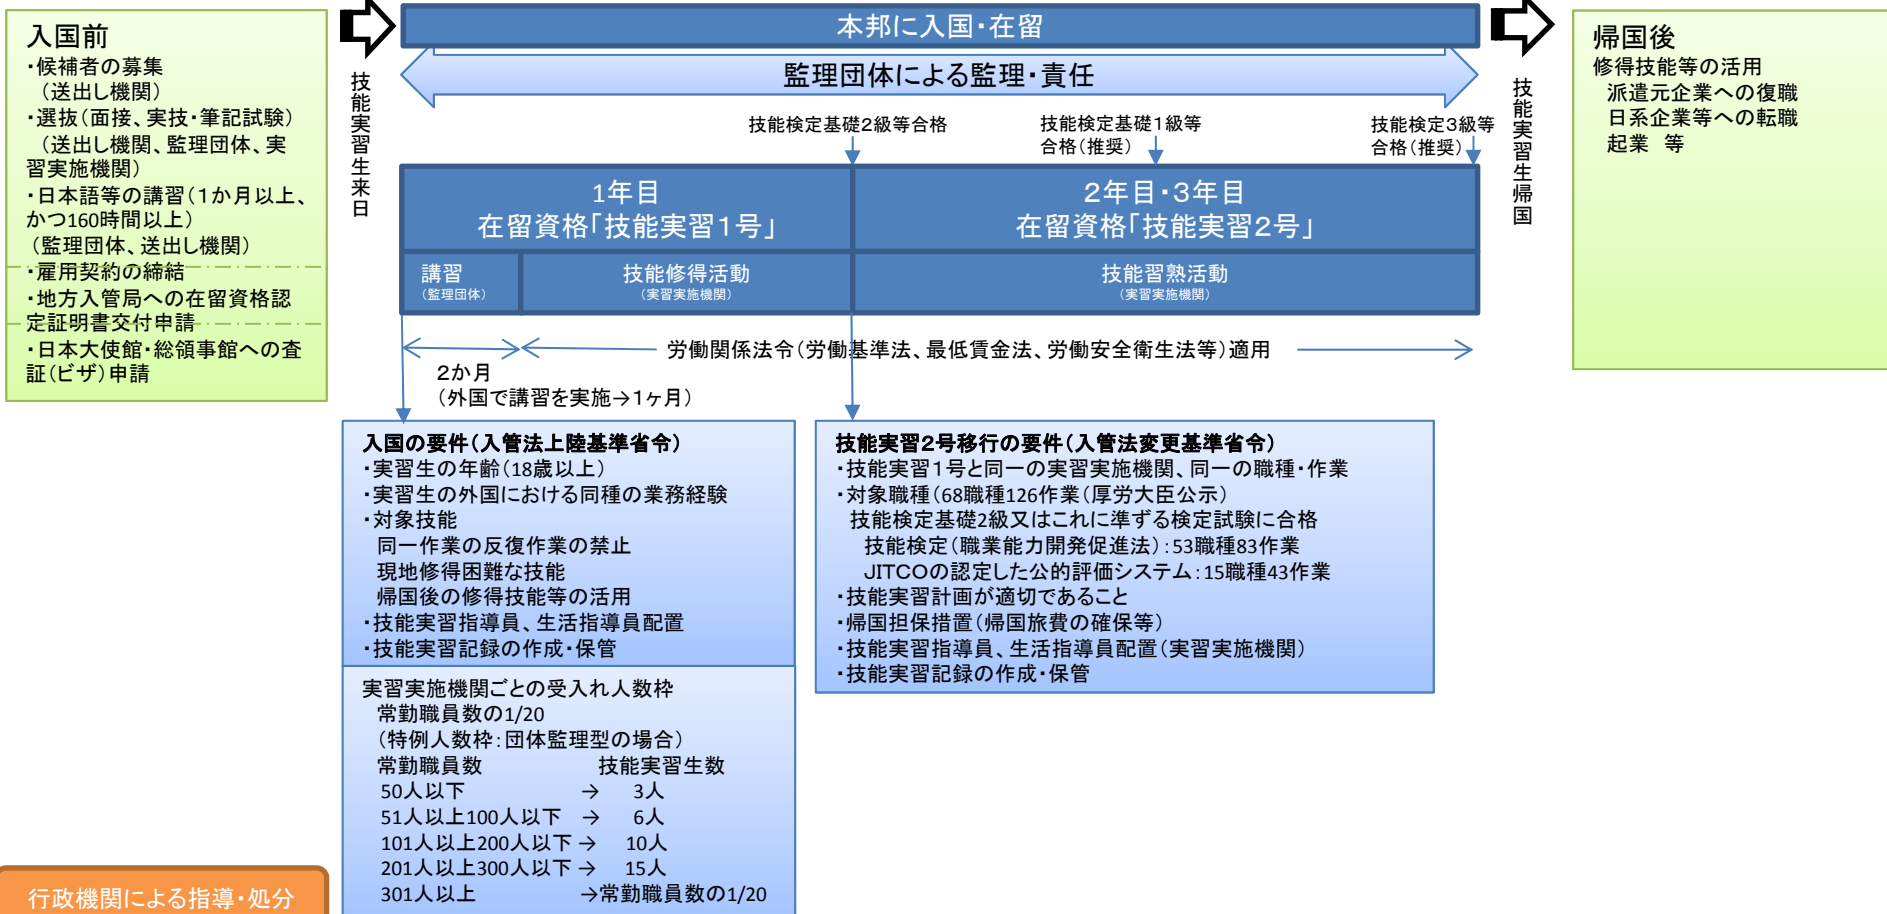 入国前
・候補者の募集
（送出し機関）
・選抜（面接、実技・筆記試験）
（送出し機関、監理団体、実
習実施機関）
・日本語等の講習（1か月以上、
かつ160時間以上）
（監理団体、送出し機関）
・雇用契約の締結
・地方入管局への在留資格認
定証明書交付申請
・日本大使館・総領事館への査
証（ビザ）申請
技能実習生来日
本邦に入国・在留
監理団体による監理・責任
技能検定基礎2級等合格
技能検定基礎1級等
合格（推奨）
技能検定3級等
合格（推奨）
1年目
在留資格「技能実習1号」
2年目・3年目
在留資格「技能実習2号」
講習
（監理団体）
技能修得活動
（実習実施機関）
技能習熟活動
（実習実施機関）
労働関係法令（労働基準法、最低賃金法、労働安全衛生法等）適用
2か月
（外国で講習を実施→1ヶ月）
技能実習生帰国
帰国後
修得技能等の活用
派遣元企業への復職
日系企業等への転職
起業　等
入国の要件（入管法上陸基準省令）
・実習生の年齢（18歳以上）
・実習生の外国における同種の業務経験
・対象技能
同一作業の反復作業の禁止
現地修得困難な技能
帰国後の修得技能等の活用
・技能実習指導員、生活指導員配置
・技能実習記録の作成・保管
実習実施機関ごとの受入れ人数枠
常勤職員数の1/20
（特例人数枠：団体監理型の場合）
常勤職員数　技能実習生数
50人以下　→　3人
51人以上100人以下　→　6人
101人以上200人以下　→　10人
201人以上300人以下　→　15人
301人以上　→常勤職員数の1/20
技能実習2号移行の要件（入管法変更基準省令）
・技能実習1号と同一の実習実施機関、同一の職種・作業
・対象職種（68職種126作業（厚労大臣公示）
技能検定基礎2級又はこれに準ずる検定試験に合格
技能検定（職業能力開発促進法）：53職種83作業
JITCOの認定した公的評価システム：15職種43作業
・技能実習計画が適切であること
・帰国担保措置（帰国旅費の確保等）
・技能実習指導員、生活指導員配置（実習実施機関）
・技能実習記録の作成・保管
行政機関による指導・処分